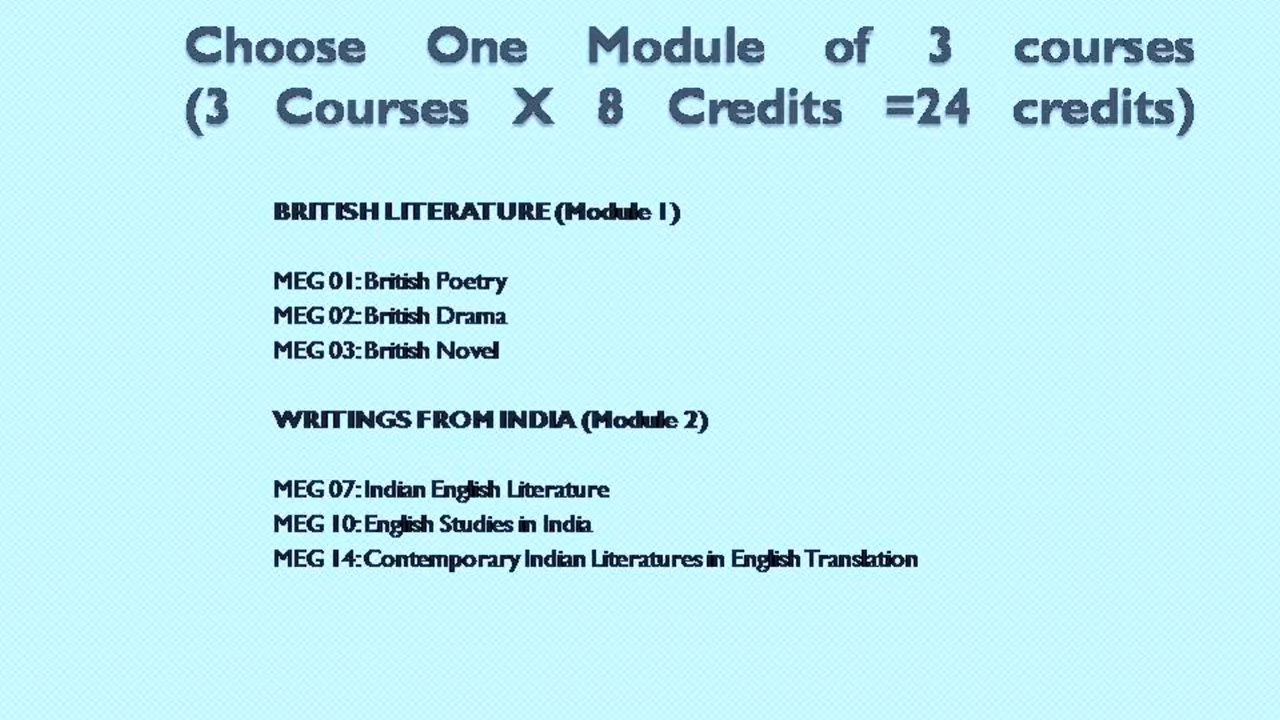 Choose One Module of 3 courses
(3 Courses X 8 Credits =24 credits)
BRITISH LITERATURE (Module 1)
MEG 01: British Poetry
MEG 02: British Drama
MEG 03: British Novel
WRITINGS FROM INDIA (Module 2)
MEG 07: Indian English Literature
MEG 10: English Studies in India
MEG 14: Contemporary Indian Literatures in English Translation